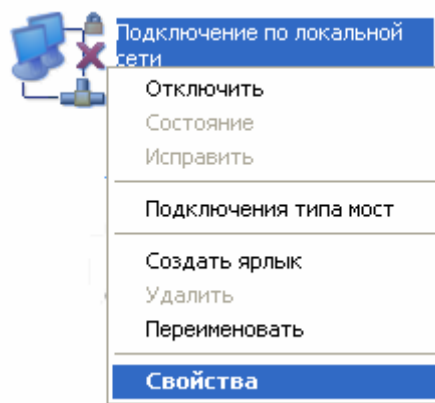 Подключение по локальной
сети
Отключить
Состояние
Исправить
Подключения типа мост
Создать ярлык
Удалить
Переименовать
Свойства